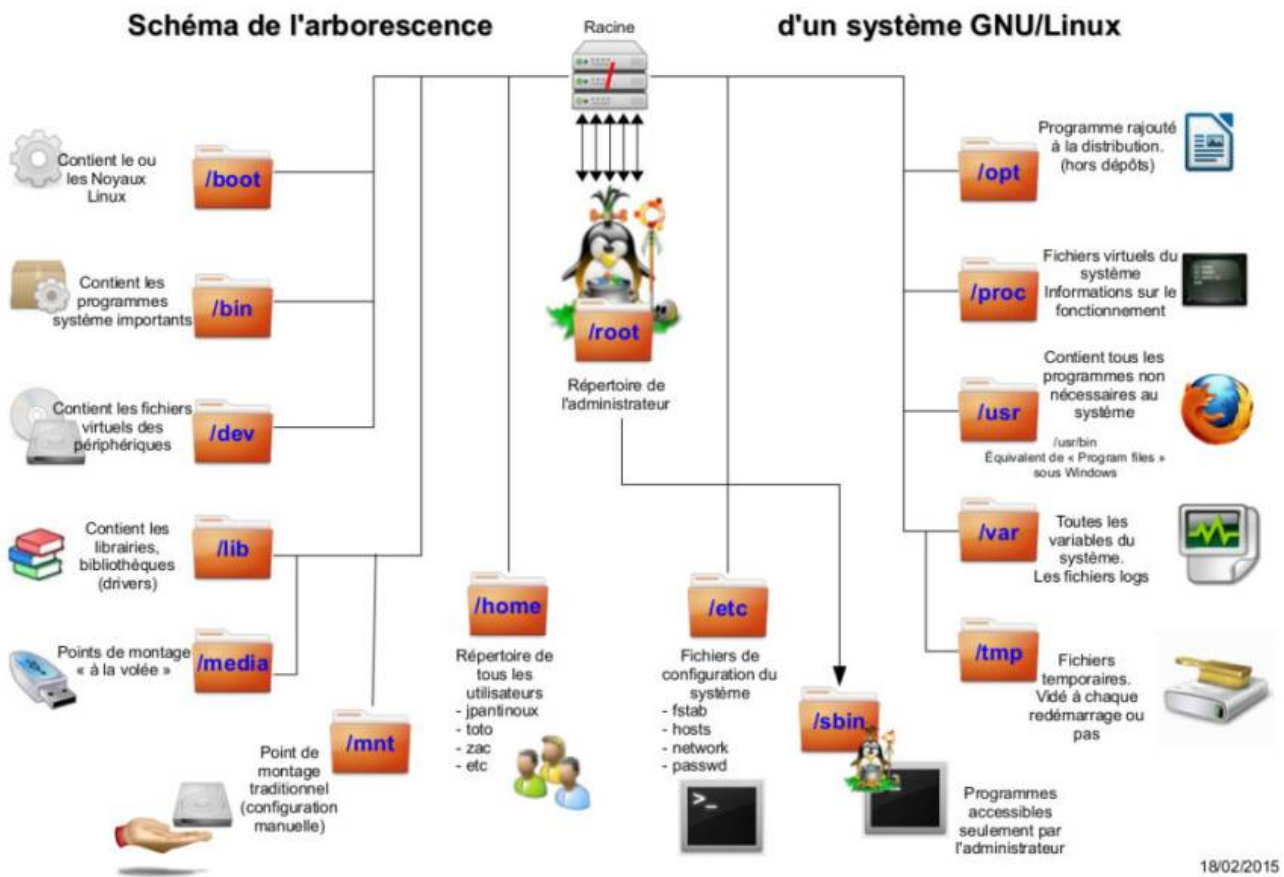 Schéma de l'arborescence
d'un système GNU/Linux
Racine
/
Contient le ou
les Noyaux
Linux
/boot
Contient les
programmes
système importants
/bin
Contient les fichiers
virtuels des
périphériques
/dev
Contient les
librairies,
bibliothèques
(drivers)
/lib
Points de montage
« à la volée »
/media
Point de
montage
traditionnel
(configuration
manuelle)
/mnt
/home
Répertoire de
tous les
utilisateurs
- jpantinoux
- toto
- zac
- etc
/root
Répertoire de
l'administrateur
/etc
Fichiers de
configuration du
système
- fstab
- hosts
- network
- passwd
>_
/sbin
Programmes
accessibles
seulement par
l'administrateur
/opt
Programme rajouté
à la distribution.
(hors dépôts)
/proc
Fichiers virtuels du
système
Informations sur le
fonctionnement
/usr
Contient tous les
programmes non
nécessaires au
système
/usr/bin
Équivalent de « Program files »
sous Windows
/var
Toutes les
variables du
système.
Les fichiers logs
/tmp
Fichiers
temporaires.
Vidé à chaque
redémarrage ou
pas
18/02/2015